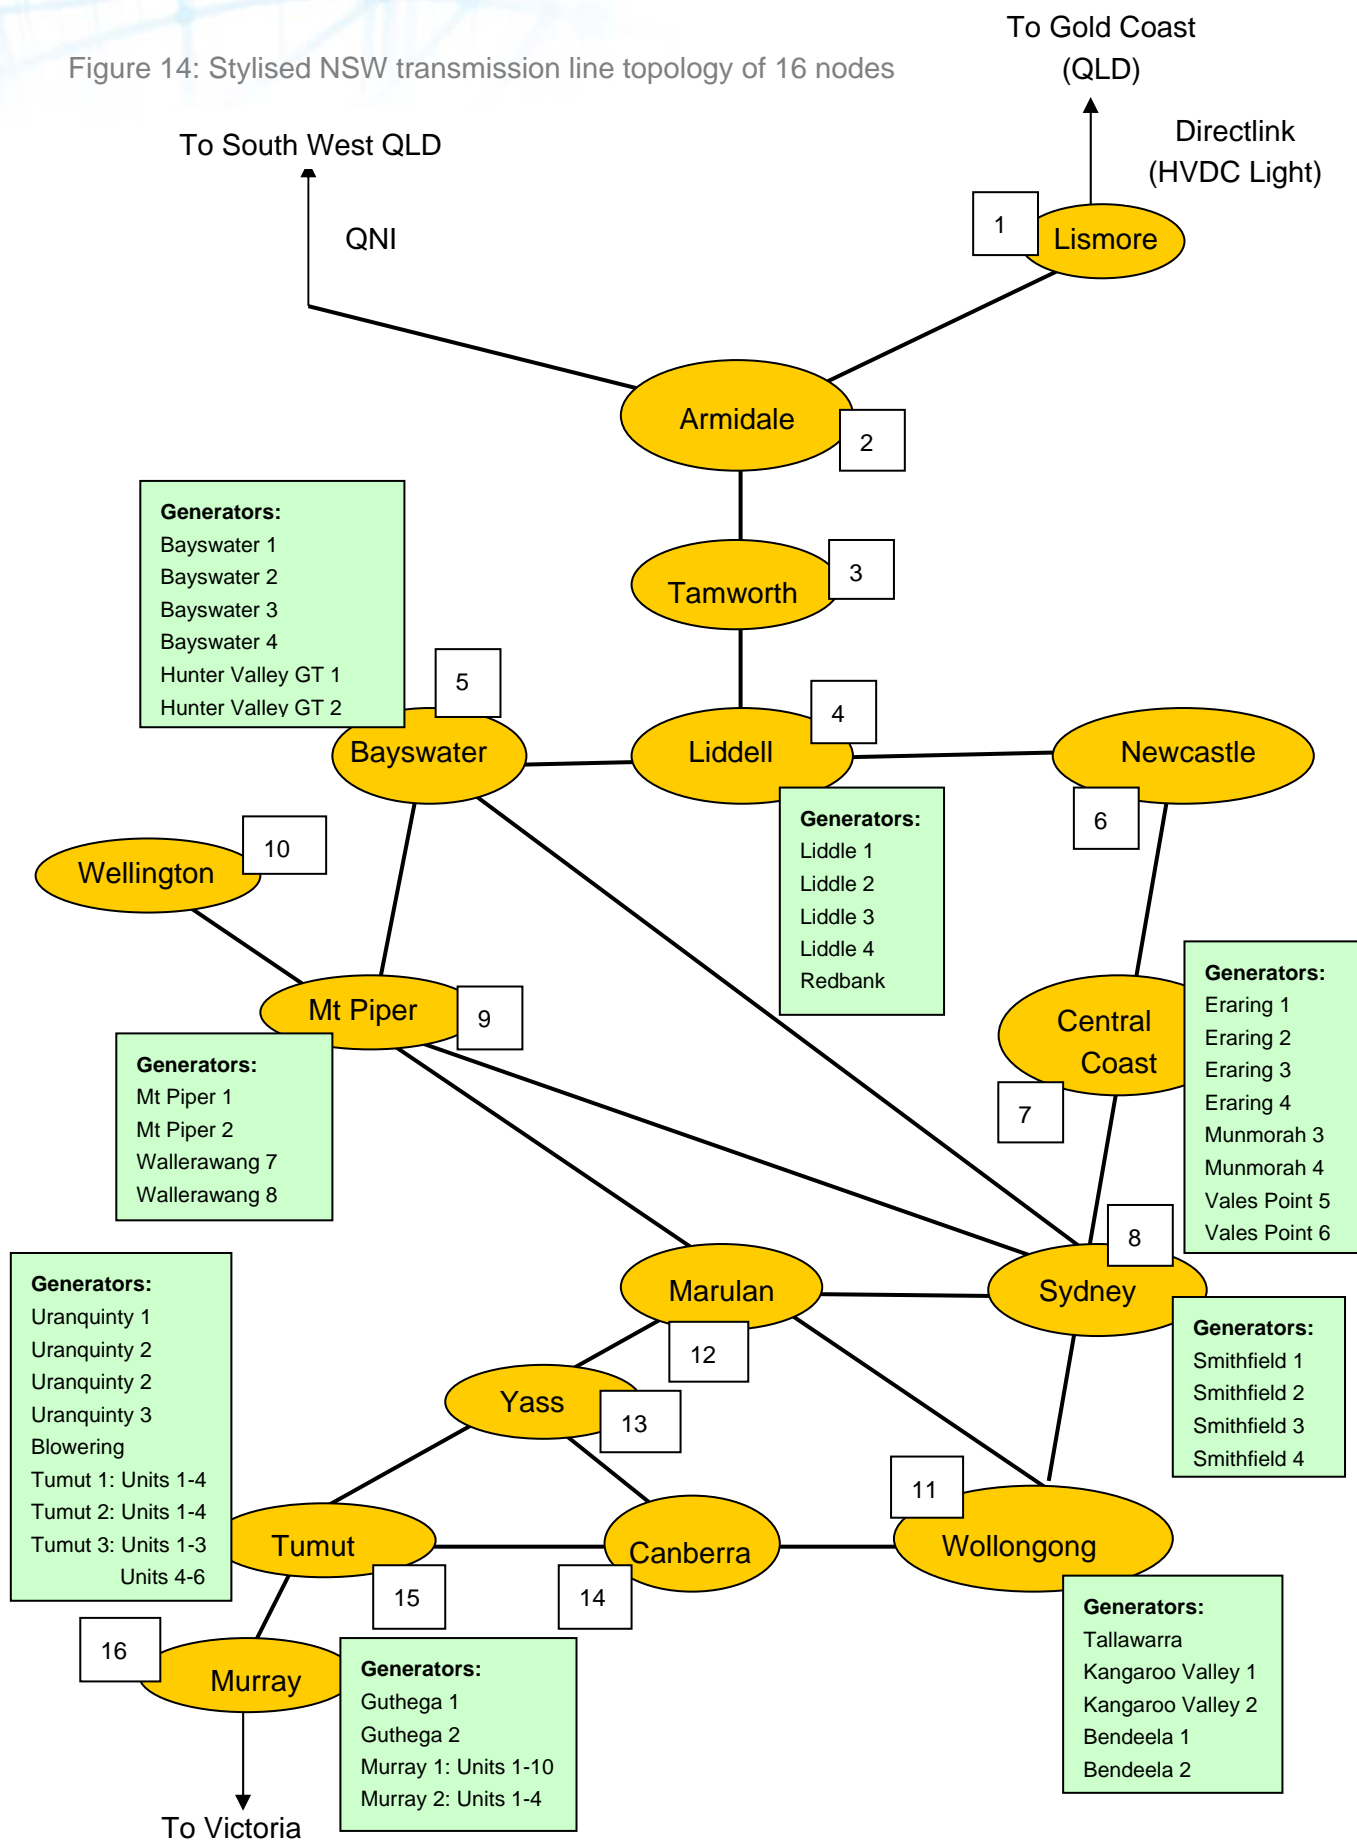 To Gold Coast
(QLD)
Figure 14: Stylised NSW transmission line topology of 16 nodes
Directlink
(HVDC Light)
To South West QLD
QNI
1
Lismore
Armidale
2
Tamworth
3
Generators:
Bayswater 1
Bayswater 2
Bayswater 3
Bayswater 4
Hunter Valley GT 1
Hunter Valley GT 2
5
Bayswater
4
Liddell
Newcastle
6
Generators:
Liddle 1
Liddle 2
Liddle 3
Liddle 4
Redbank
10
Wellington
Mt Piper
9
Generators:
Mt Piper 1
Mt Piper 2
Wallerawang 7
Wallerawang 8
Central
Coast
7
Generators:
Eraring 1
Eraring 2
Eraring 3
Eraring 4
Munmorah 3
Munmorah 4
Vales Point 5
Vales Point 6
8
Sydney
Generators:
Smithfield 1
Smithfield 2
Smithfield 3
Smithfield 4
Marulan
12
Yass
13
Generators:
Uranquinty 1
Uranquinty 2
Uranquinty 2
Uranquinty 3
Blowering
Tumut 1: Units 1-4
Tumut 2: Units 1-4
Tumut 3: Units 1-3
Units 4-6
Tumut
15
Canberra
14
11
Wollongong
Generators:
Tallawarra
Kangaroo Valley 1
Kangaroo Valley 2
Bendeela 1
Bendeela 2
16
Murray
Generators:
Guthega 1
Guthega 2
Murray 1: Units 1-10
Murray 2: Units 1-4
To Victoria